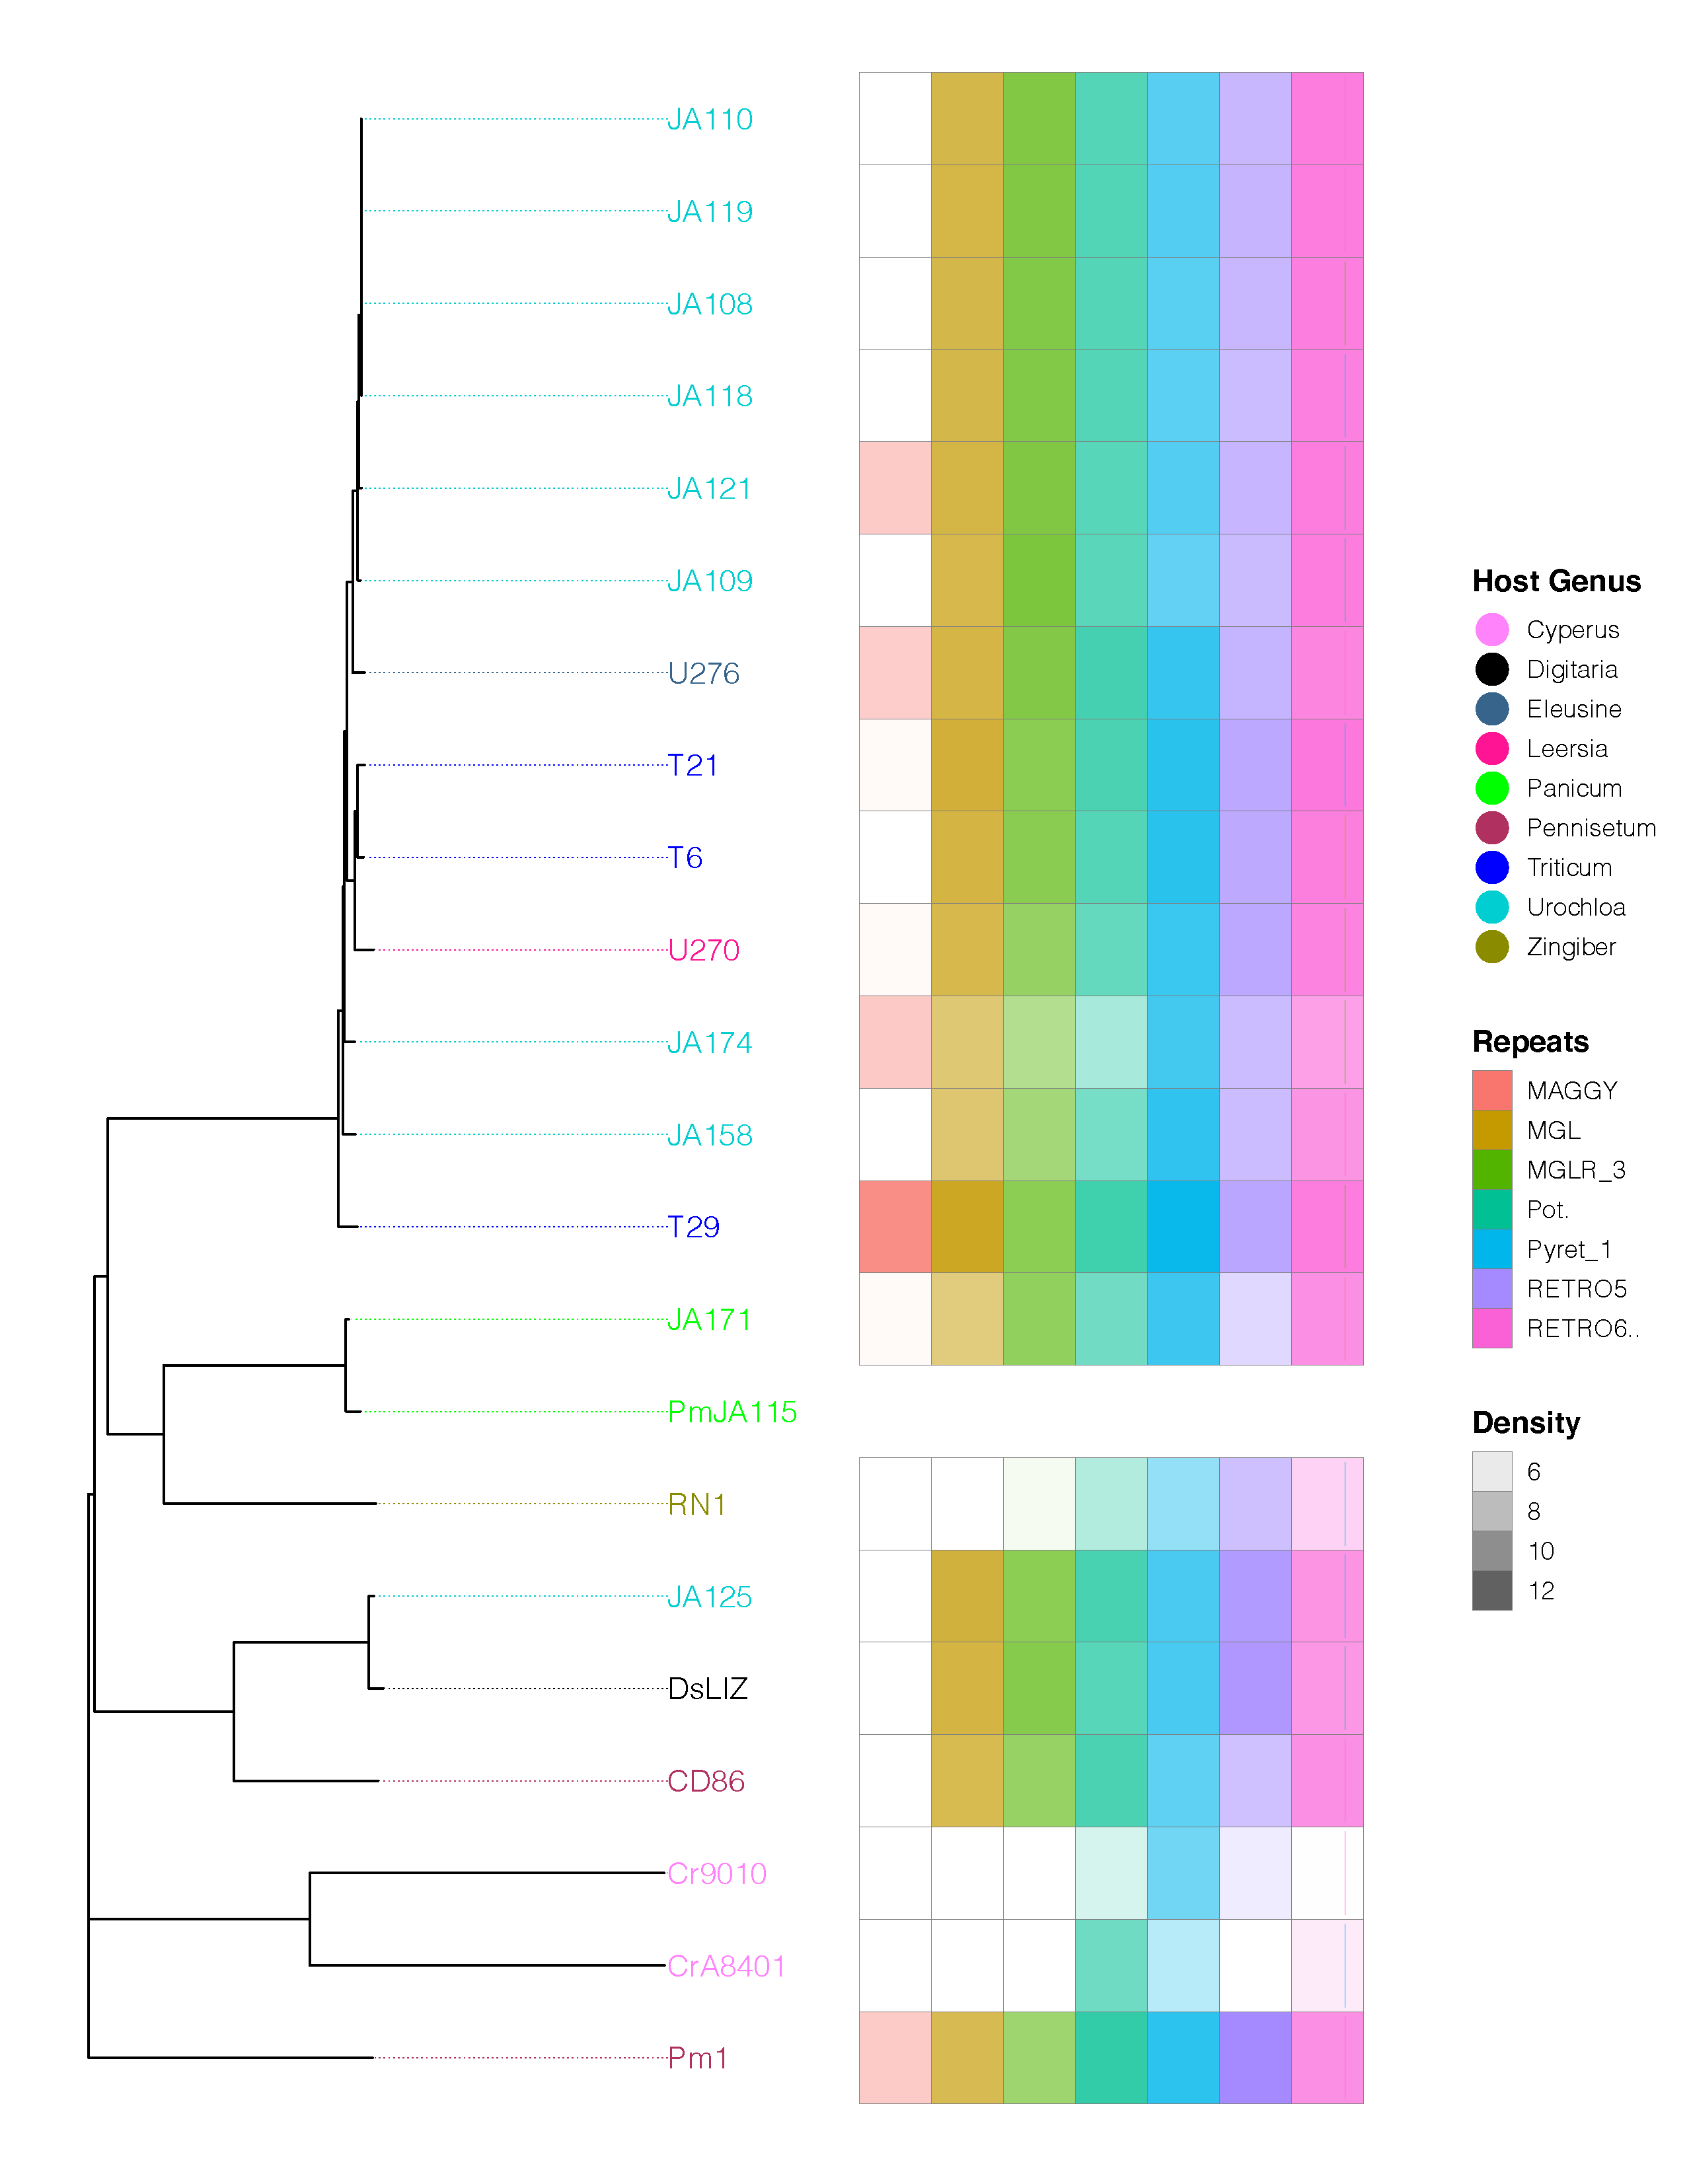 JA110
JA119
JA108
JA118
JA121
JA109
U276
T21
T6
U270
JA174
JA158
T29
JA171
PmJA115
RN1
JA125
DsLIZ
CD86
Cr9010
CrA8401
Pm1
Host Genus
Cyperus
Digitaria
Eleusine
Leersia
Panicum
Pennisetum
Triticum
Urochloa
Zingiber
Repeats
MAGGY
MGL
MGLR_3
Pot.
Pyret_1
RETRO5
RETRO6..
Density
6
8
10
12